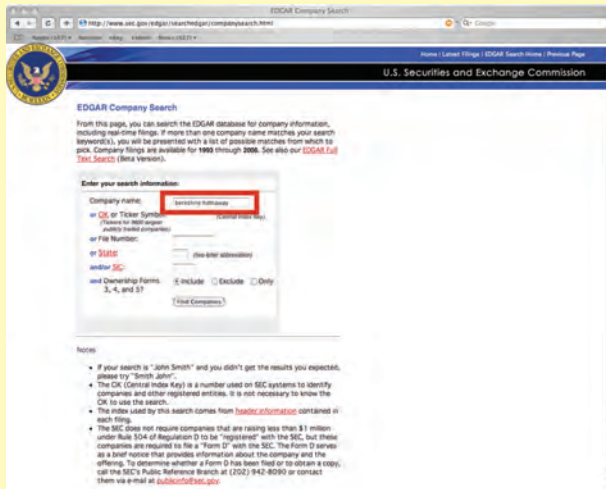 EDGAR Company Search
http://www.sec.gov/edgar/searchedgar/companysearch.html
Google
Home | Latest Filings | EDGAR Search Home | Previous Page
U.S. Securities and Exchange Commission
EDGAR Company Search
From this page, you can search the EDGAR database for company information,
including real-time filings. If more than one company name matches your search
keyword(s), you will be presented with a list of possible matches from which to
pick. Company filings are available for 1993 through 2006. See also our EDGAR Full
Text Search (Beta Version).
Enter your search information:
Company name: berkshire hathaway
or CIK or Ticker Symbol: (Central Index Key)
(Tickers for
publicly traded companies)
or File Number:
or State: (two-letter abbreviation)
and/or SIC:
and Ownership Forms Include Exclude Only
3, 4, and 5?
Find Companies
Notes
• If your search is "John Smith" and you didn't get the results you expected,
please try "Smith John".
• The CIK (Central Index Key) is a number used on SEC systems to identify
companies and other registered entities. It is not necessary to know the
CIK to use the search.
• The index used by this search comes from header information contained in
each filing.
• The SEC does not require companies that are raising less than $1 million
under Rule 504 of Regulation D to be "registered" with the SEC, but these
companies are required to file a "Form D" with the SEC. The Form D serves
as a brief notice that provides information about the company and the
offering. To determine whether a Form D has been filed or to obtain a copy,
call the SEC's Public Reference Branch at (202) 942-8090 or contact
them via e-mail at publicinfo@sec.gov.